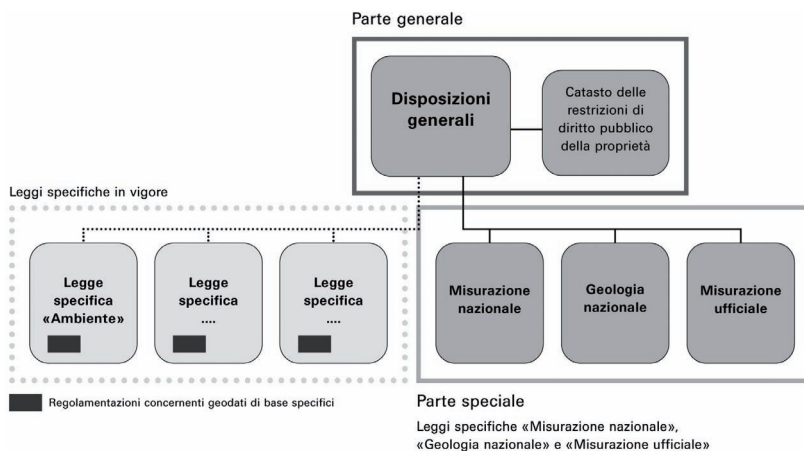 Parte generale
Disposizioni
generali
Catasto delle
restrizioni di
diritto pubblico
della proprietà
Leggi specifiche in vigore
Legge
specifica
«Ambiente»
Legge
specifica
....
Legge
specifica
....
Misurazione
nazionale
Geologia
nazionale
Misurazione
ufficiale
Regolamentazioni concernenti geodati di base specifici
Parte speciale
Leggi specifiche «Misurazione nazionale»,
«Geologia nazionale» e «Misurazione ufficiale»